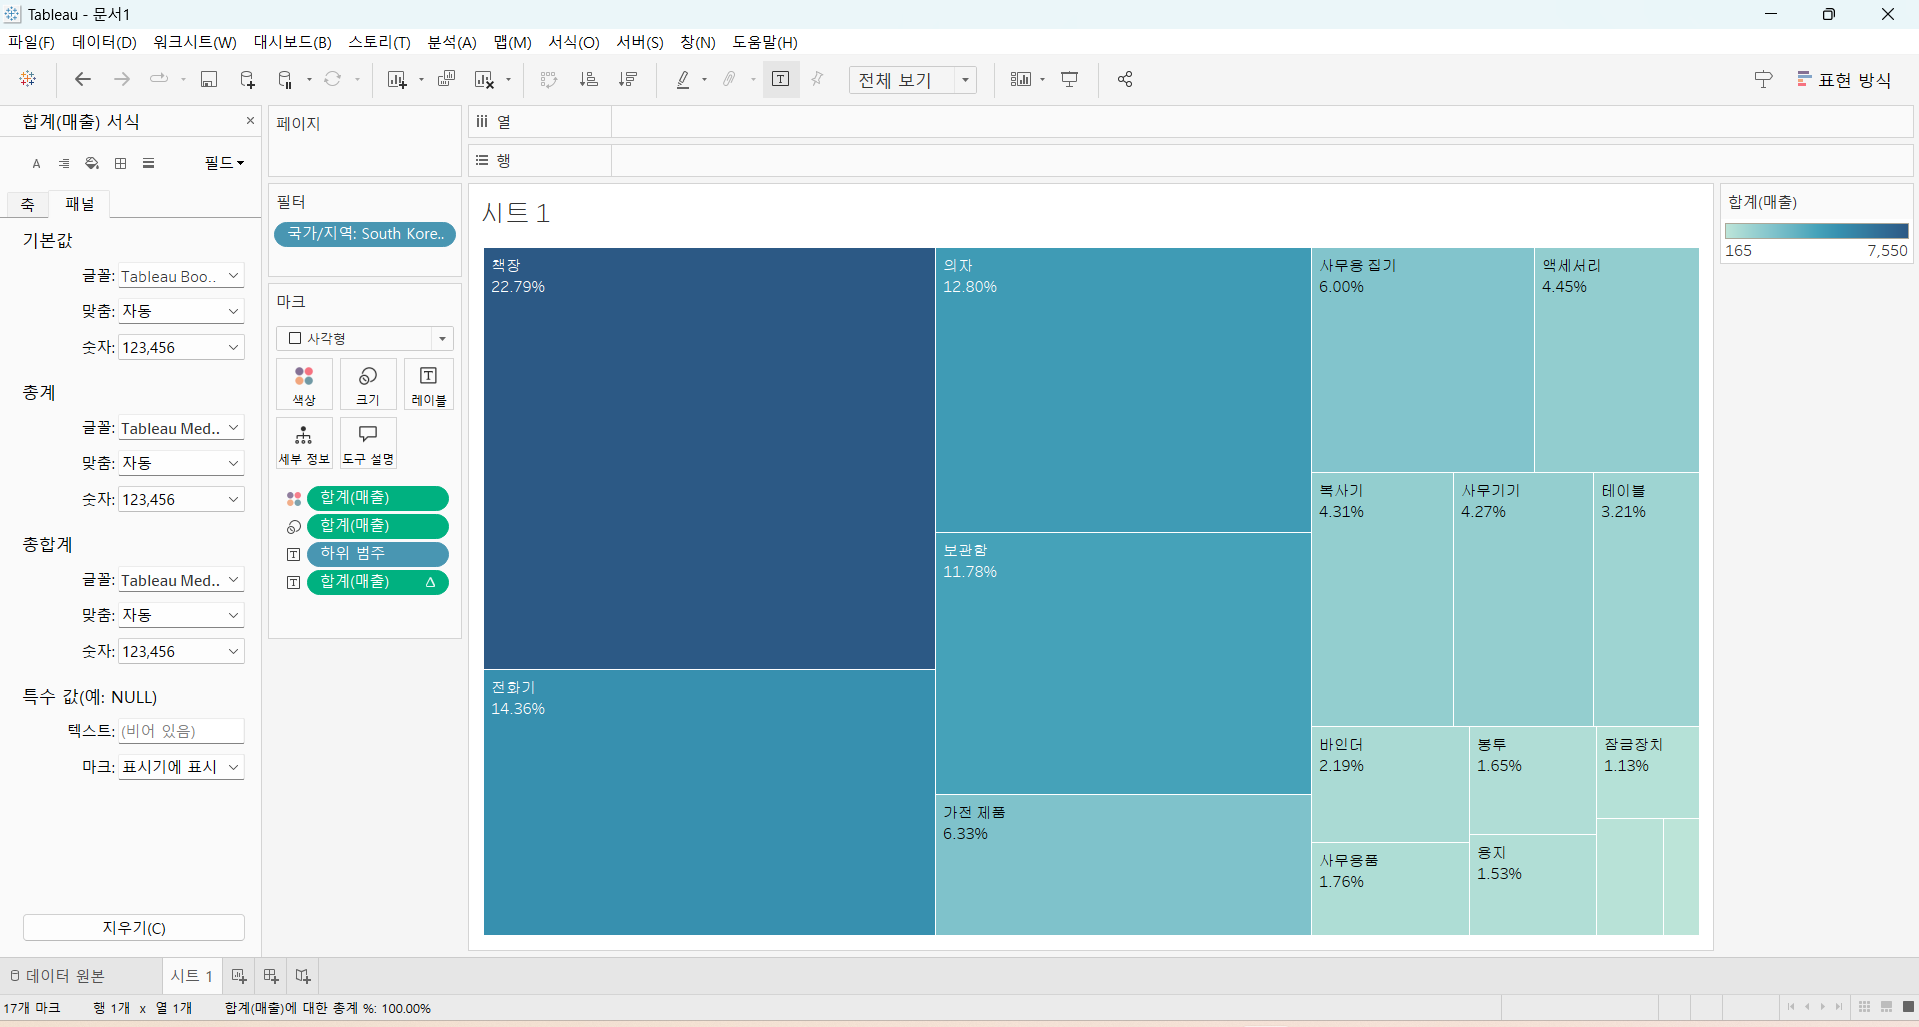 Tableau - 문서1
파일(F) 데이터(D) 워크시트(W) 대시보드(B) 스토리(T) 분석(A) 맵(M) 서식(O) 서버(S) 창(N) 도움말(H)
전체 보기
표현 방식
합계(매출) 서식
필드
축 패널
기본값
글꼴: Tableau Boo..
맞춤: 자동
숫자: 123,456
총계
글꼴: Tableau Med..
맞춤: 자동
숫자: 123,456
총합계
글꼴: Tableau Med..
맞춤: 자동
숫자: 123,456
특수 값(예: NULL)
텍스트: (비어 있음)
마크: 표시기에 표시
지우기(C)
페이지
필터
국가/지역: South Kore..
마크
사각형
색상 크기 레이블
세부 정보 도구 설명
합계(매출)
합계(매출)
하위 범주
합계(매출) Δ
열
행
시트 1
책장
22.79%
전화기
14.36%
의자
12.80%
보관함
11.78%
가전 제품
6.33%
사무용 집기
6.00%
액세서리
4.45%
복사기
4.31%
사무기기
4.27%
테이블
3.21%
바인더
2.19%
사무용품
1.76%
봉투
1.65%
용지
1.53%
잠금장치
1.13%
합계(매출)
165 7,550
데이터 원본 시트 1
17개 마크 행 1개 x 열 1개 합계(매출)에 대한 총계 %: 100.00%